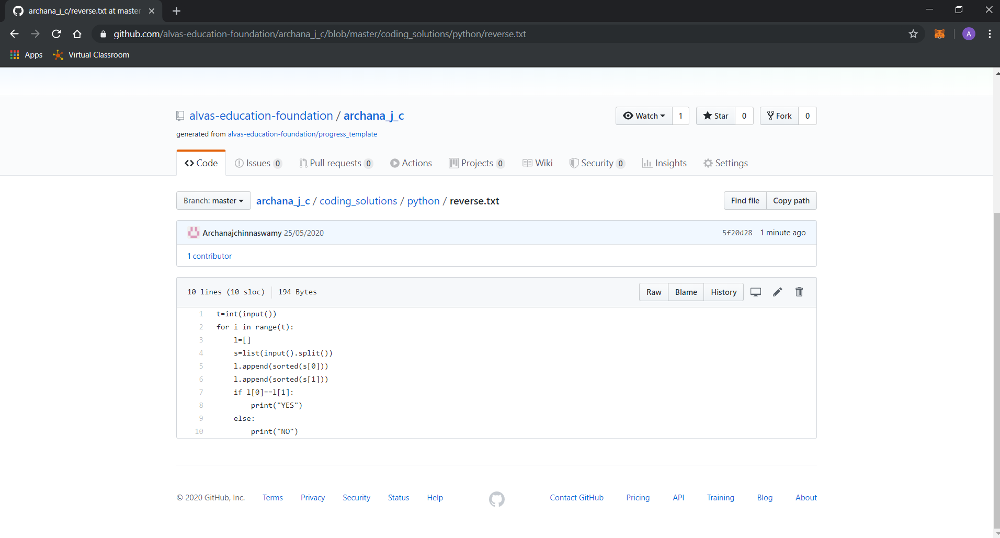 archana_j_c/reverse.txt at master
github.com/alvas-education-foundation/archana_j_c/blob/master/coding_solutions/python/reverse.txt
A
Apps Virtual Classroom
alvas-education-foundation / archana_j_c
Watch 1 Star 0 Fork 0
generated from alvas-education-foundation/progress_template
<> Code Issues 0 Pull requests 0 Actions Projects 0 Wiki Security 0 Insights Settings
Branch: master archana_j_c / coding_solutions / python / reverse.txt Find file Copy path
Archanajchinnaswamy 25/05/2020 5f20d28 1 minute ago
1 contributor
10 lines (10 sloc) 194 Bytes Raw Blame History
1 t=int(input())
2 for i in range(t):
3     l=[]
4     s=list(input().split())
5     l.append(sorted(s[0]))
6     l.append(sorted(s[1]))
7     if l[0]==l[1]:
8         print("YES")
9     else:
10         print("NO")
© 2020 GitHub, Inc. Terms Privacy Security Status Help Contact GitHub Pricing API Training Blog About